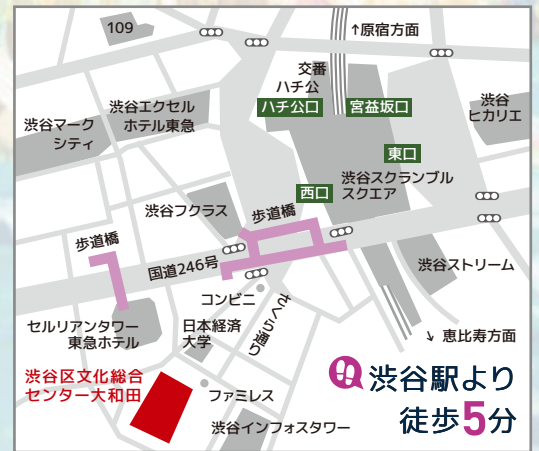 109
↑原宿方面
交番
ハチ公
ハチ公口
宮益坂口
渋谷エクセル
ホテル東急
渋谷マーク
シティ
渋谷
ヒカリエ
東口
渋谷スクランブル
スクエア
西口
渋谷フクラス
歩道橋
歩道橋
国道246号
渋谷ストリーム
コンビニ
さくら通り
日本経済
大学
セルリアンタワー
東急ホテル
↓ 恵比寿方面
渋谷区文化総合
センター大和田
ファミレス
渋谷インフォスタワー
渋谷駅より
徒歩5分